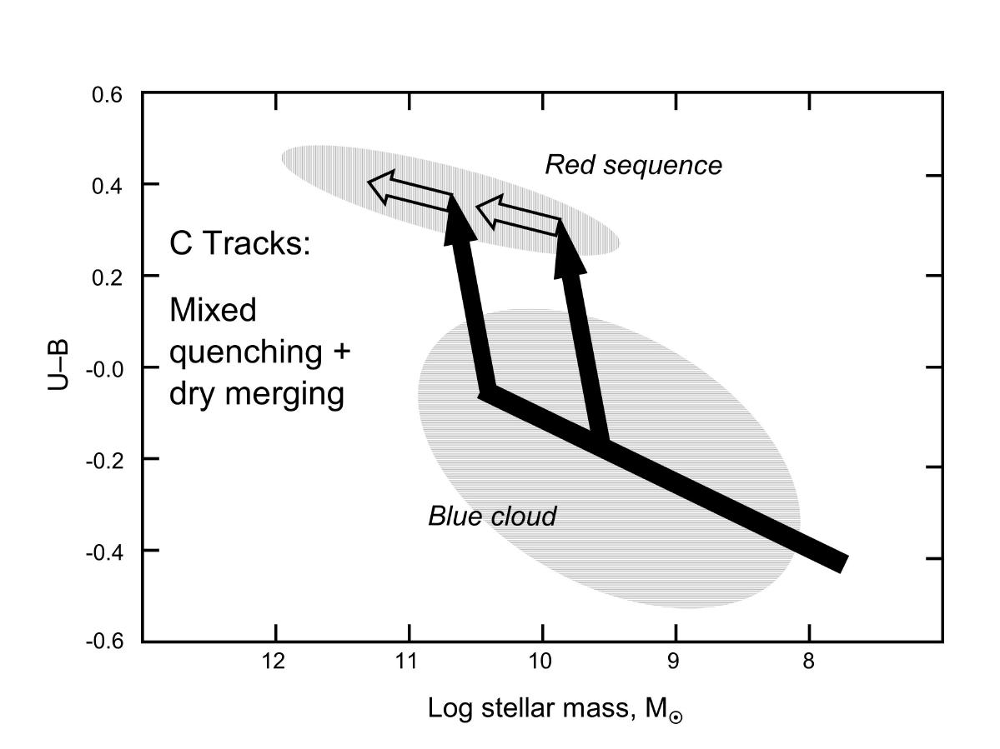 0.6
0.4
0.2
-0.0
-0.2
-0.4
-0.6
U–B
Red sequence
C Tracks:
Mixed
quenching +
dry merging
Blue cloud
12 11 10 9 8
Log stellar mass, M☉